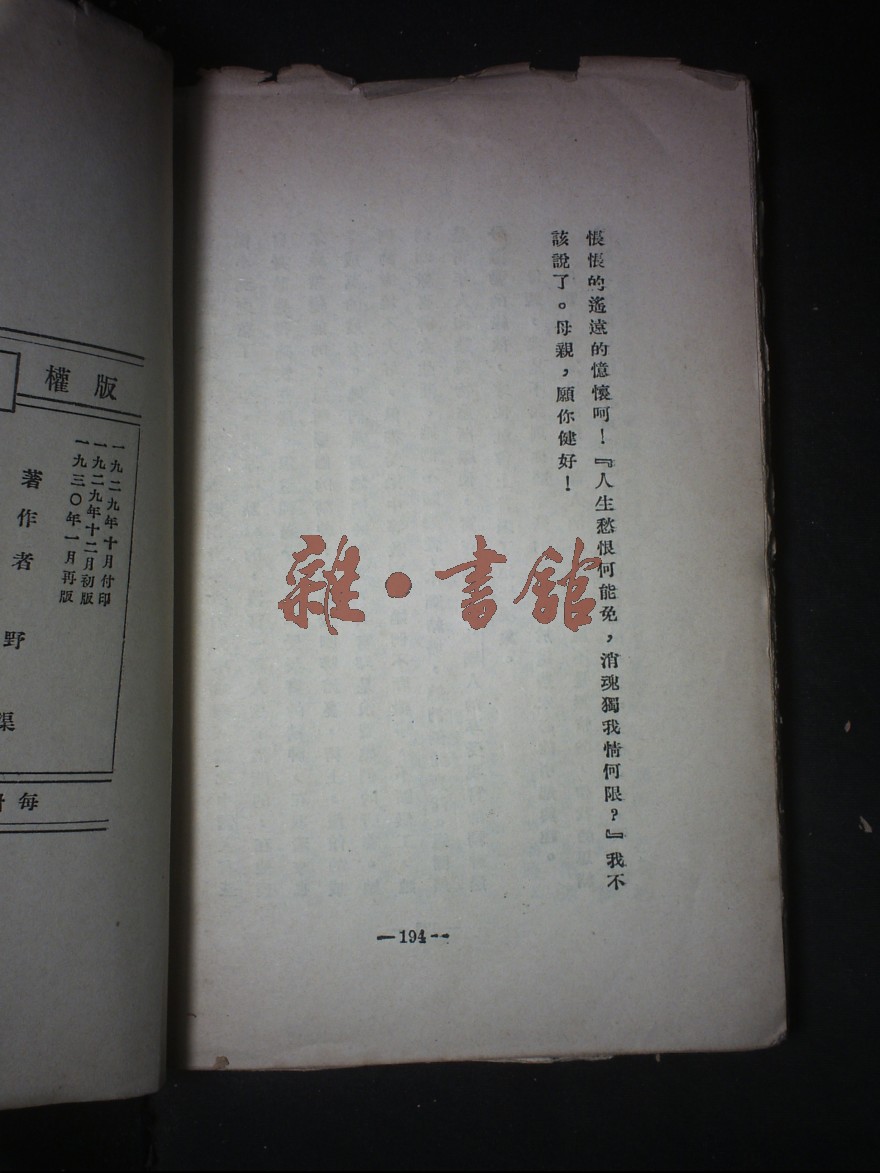 悵悵的遙遠的憶懷呵！『人生愁恨何能免，消魂獨我情何限？』我不
該說了。母親，願你健好！
—194--
雜·書館
版權
一九二九年十月付印
一九二九年十二月初版
一九三〇年一月再版
著作者 野渠
每